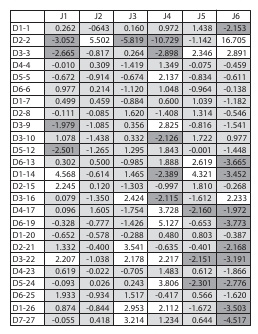 J1 J2 J3 J4 J5 J6
D1-1 0.262 -0643 0.160 0.972 1.438 -2.153
D2-2 -3.052 5.502 -5.819 -10.729 -1.142 16.705
D3-3 -2.665 -0.817 0.264 -2.898 2.346 2.891
D4-4 -0.010 0.309 -1.419 1.349 -0.075 -0.459
D5-5 -0.672 -0.914 -0.674 2.137 -0.834 -0.611
D6-6 0.977 0.214 -1.120 1.048 0.964 -0.138
D1-7 0.499 0.459 -0.884 0.600 1.039 -1.182
D2-8 -0.111 -0.085 1.620 -1.408 0.314 -0.546
D3-9 -1.979 -1.085 0.356 2.825 -0.816 -1.541
D3-10 1.078 -1.438 0.332 -2.126 1.722 0.977
D5-12 -2.501 -1.265 1.295 1.843 -0.001 -1.448
D6-13 0.302 0.500 -0.985 1.888 2.619 -3.665
D1-14 4.568 -0.614 1.465 -2.389 4.321 -3.452
D2-15 2.245 0.120 -1.303 -0.997 1.810 -0.268
D3-16 0.079 -1.350 2.424 -2.115 -1.612 2.233
D4-17 0.096 1.605 -1.754 3.728 -2.160 -1.972
D6-19 0.328 -0.777 -1.426 5.127 -0.653 -3.773
D1-20 -0.652 -0.578 -0.288 0.480 0.803 -0.387
D2-21 1.332 -0.400 3.541 -0.635 -0.401 -2.168
D3-22 2.207 -1.038 2.178 2.217 -2.151 -3.191
D4-23 0.619 -0.022 -0.705 1.483 0.612 -1.866
D5-24 -0.093 0.026 0.243 3.806 -2.301 -2.776
D6-25 1.933 -0.934 1.517 -0.417 0.566 -1.620
D1-26 0.874 -0.844 2.953 2.112 -1.672 -3.503
D7-27 -0.055 0.418 3.214 1.234 0.644 -4.517